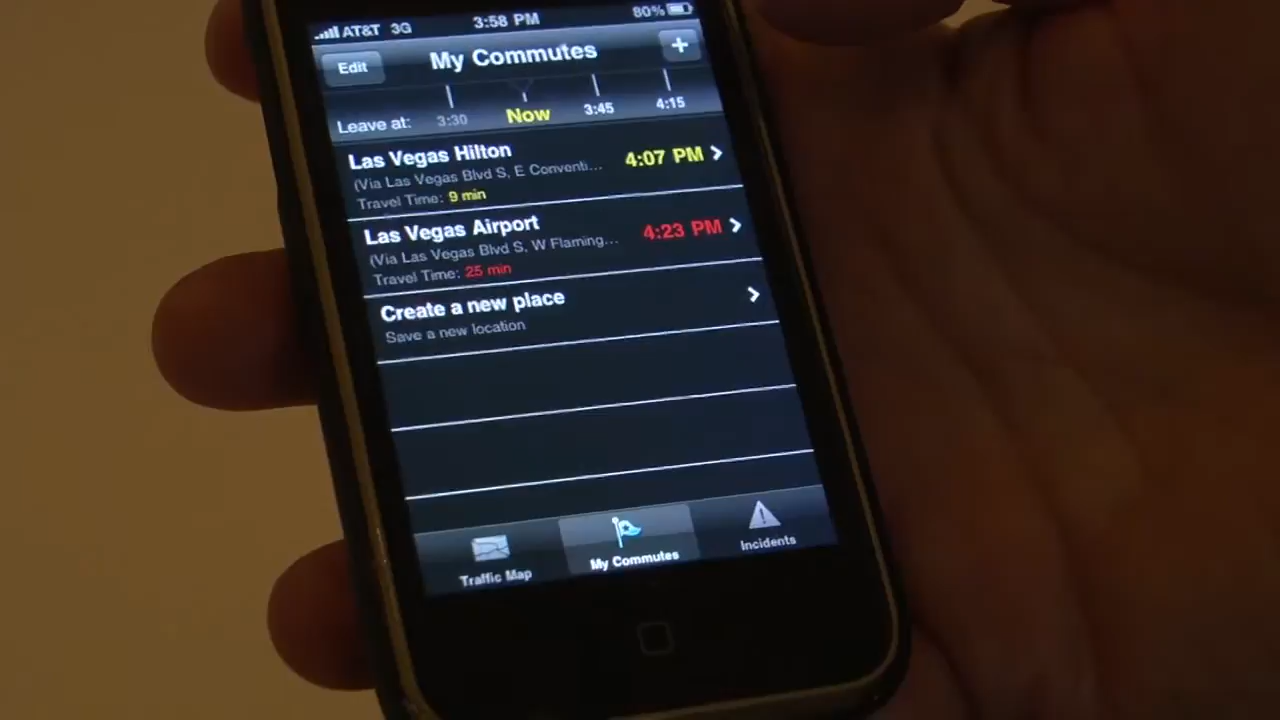 AT&T 3G 3:58 PM 80%
Edit My Commutes +
Leave at: 3:30 Now 3:45 4:15
Las Vegas Hilton 4:07 PM
(Via Las Vegas Blvd S, E Conventi...
Travel Time: 9 min
Las Vegas Airport 4:23 PM
(Via Las Vegas Blvd S, W Flaming...
Travel Time: 25 min
Create a new place
Save a new location
Traffic Map My Commutes Incidents